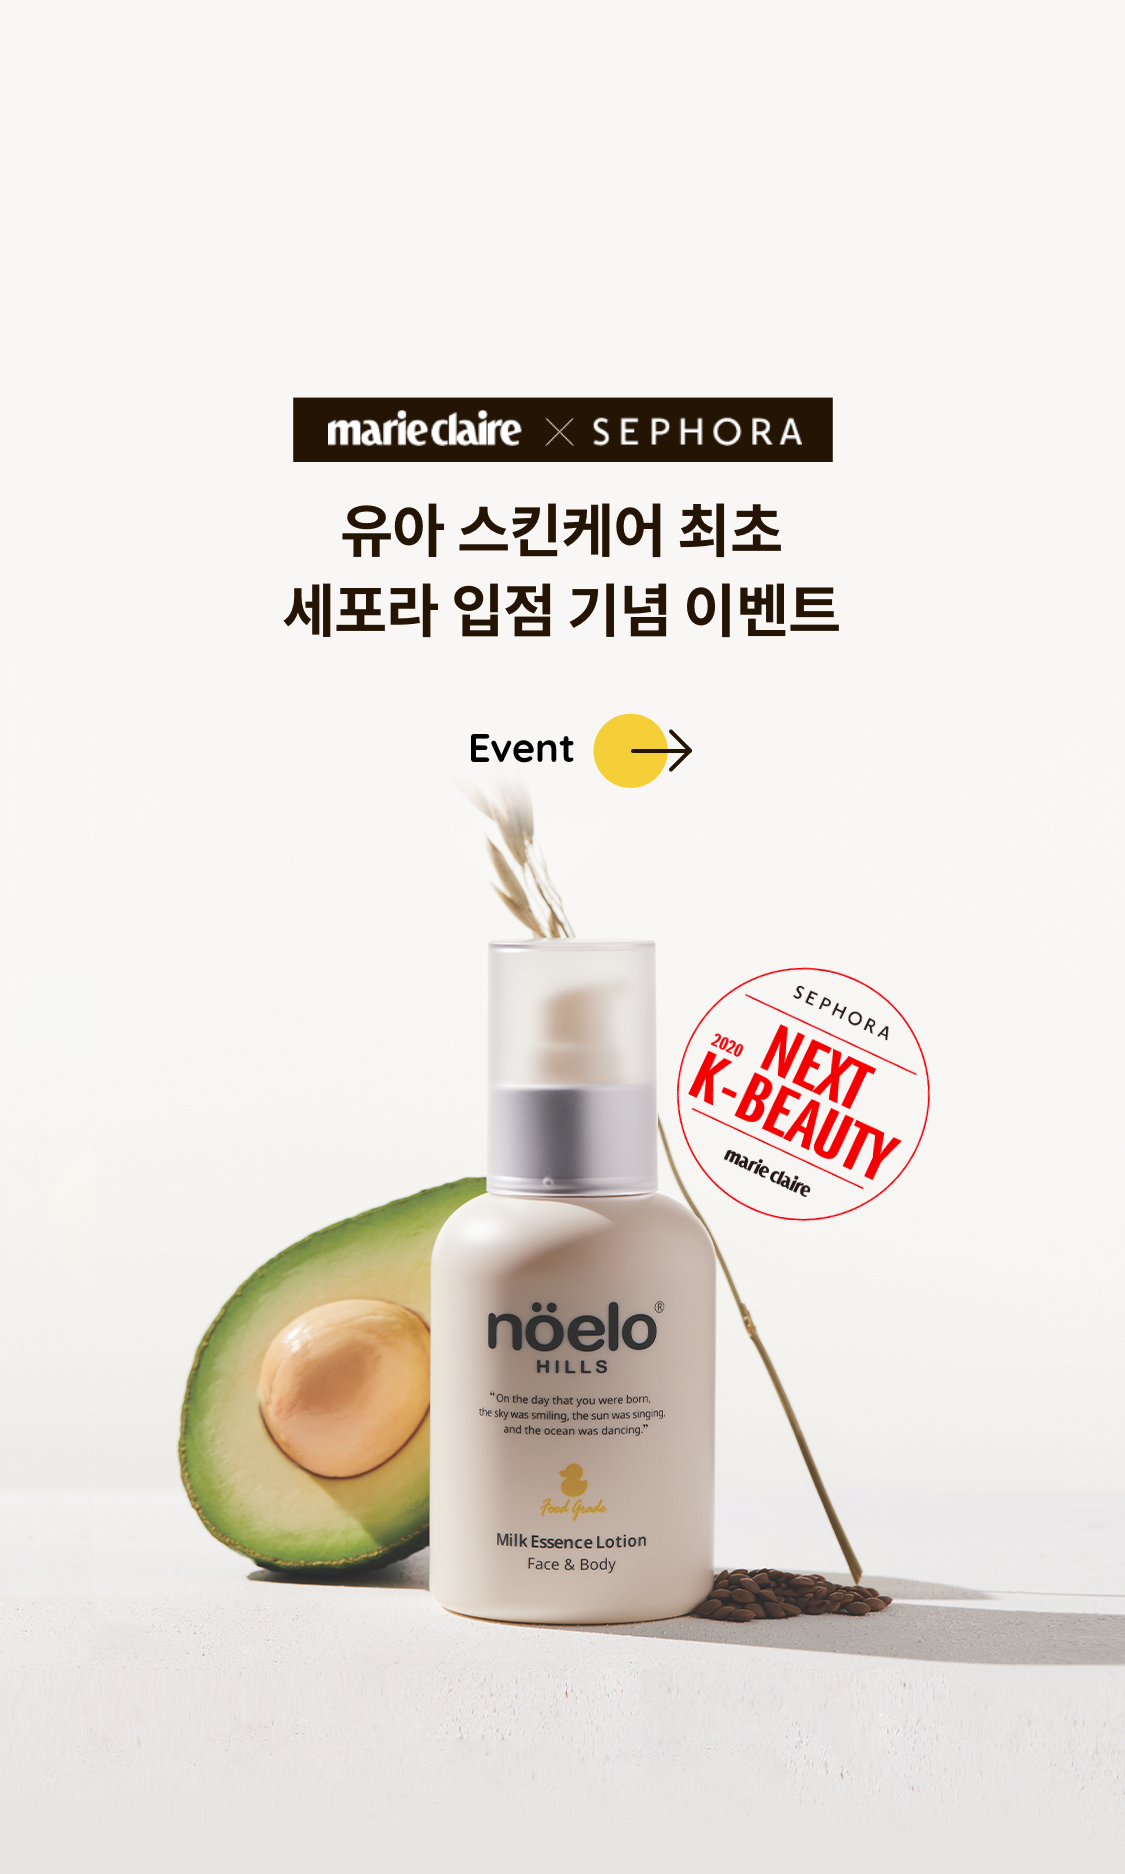 marie claire × SEPHORA
유아 스킨케어 최초
세포라 입점 기념 이벤트
Event
SEPHORA
2020
NEXT
K-BEAUTY
marie claire
nöelo®
HILLS
“On the day that you were born,
the sky was smiling, the sun was singing,
and the ocean was dancing.”
Food Grade
Milk Essence Lotion
Face & Body